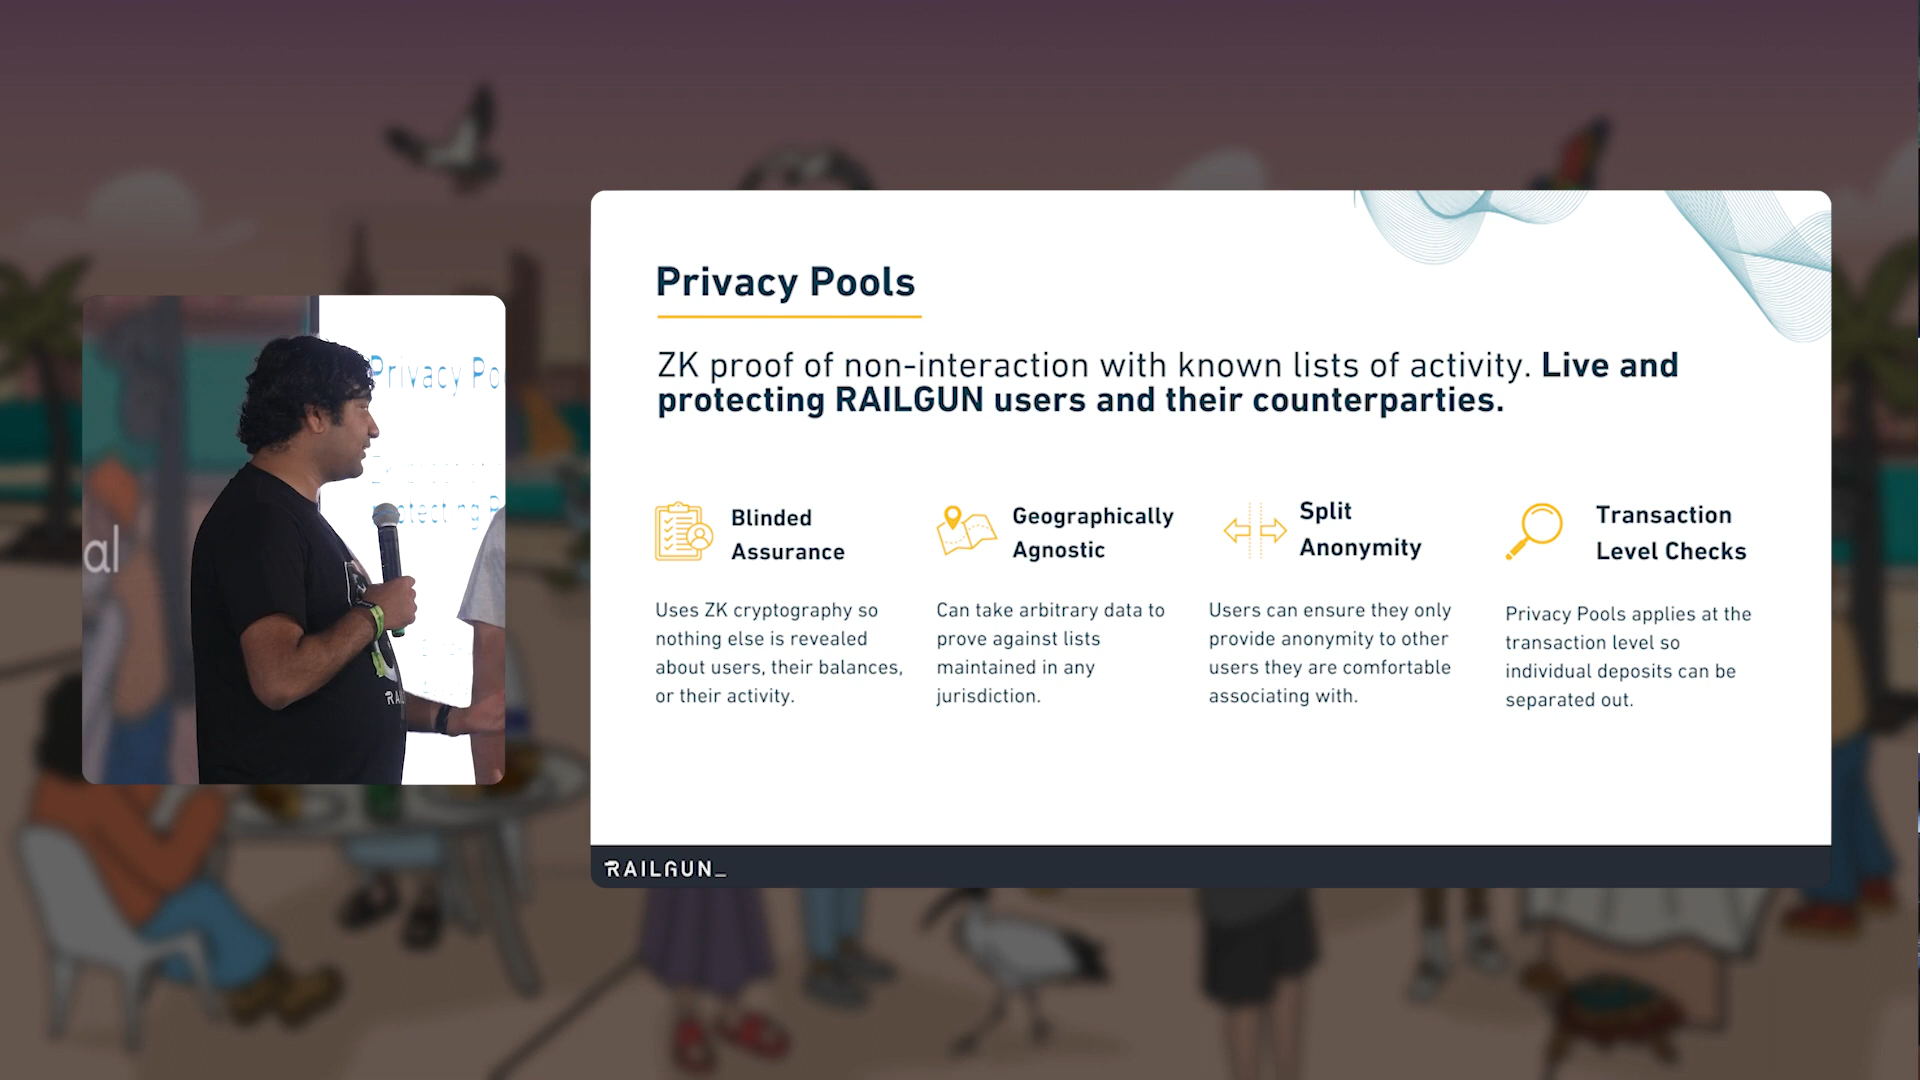 al
Privacy Po
Privacy Pools
ZK proof of non-interaction with known lists of activity. Live and
protecting RAILGUN users and their counterparties.
Blinded
Assurance
Uses ZK cryptography so
nothing else is revealed
about users, their balances,
or their activity.
Geographically
Agnostic
Can take arbitrary data to
prove against lists
maintained in any
jurisdiction.
Split
Anonymity
Users can ensure they only
provide anonymity to other
users they are comfortable
associating with.
Transaction
Level Checks
Privacy Pools applies at the
transaction level so
individual deposits can be
separated out.
RAILGUN_